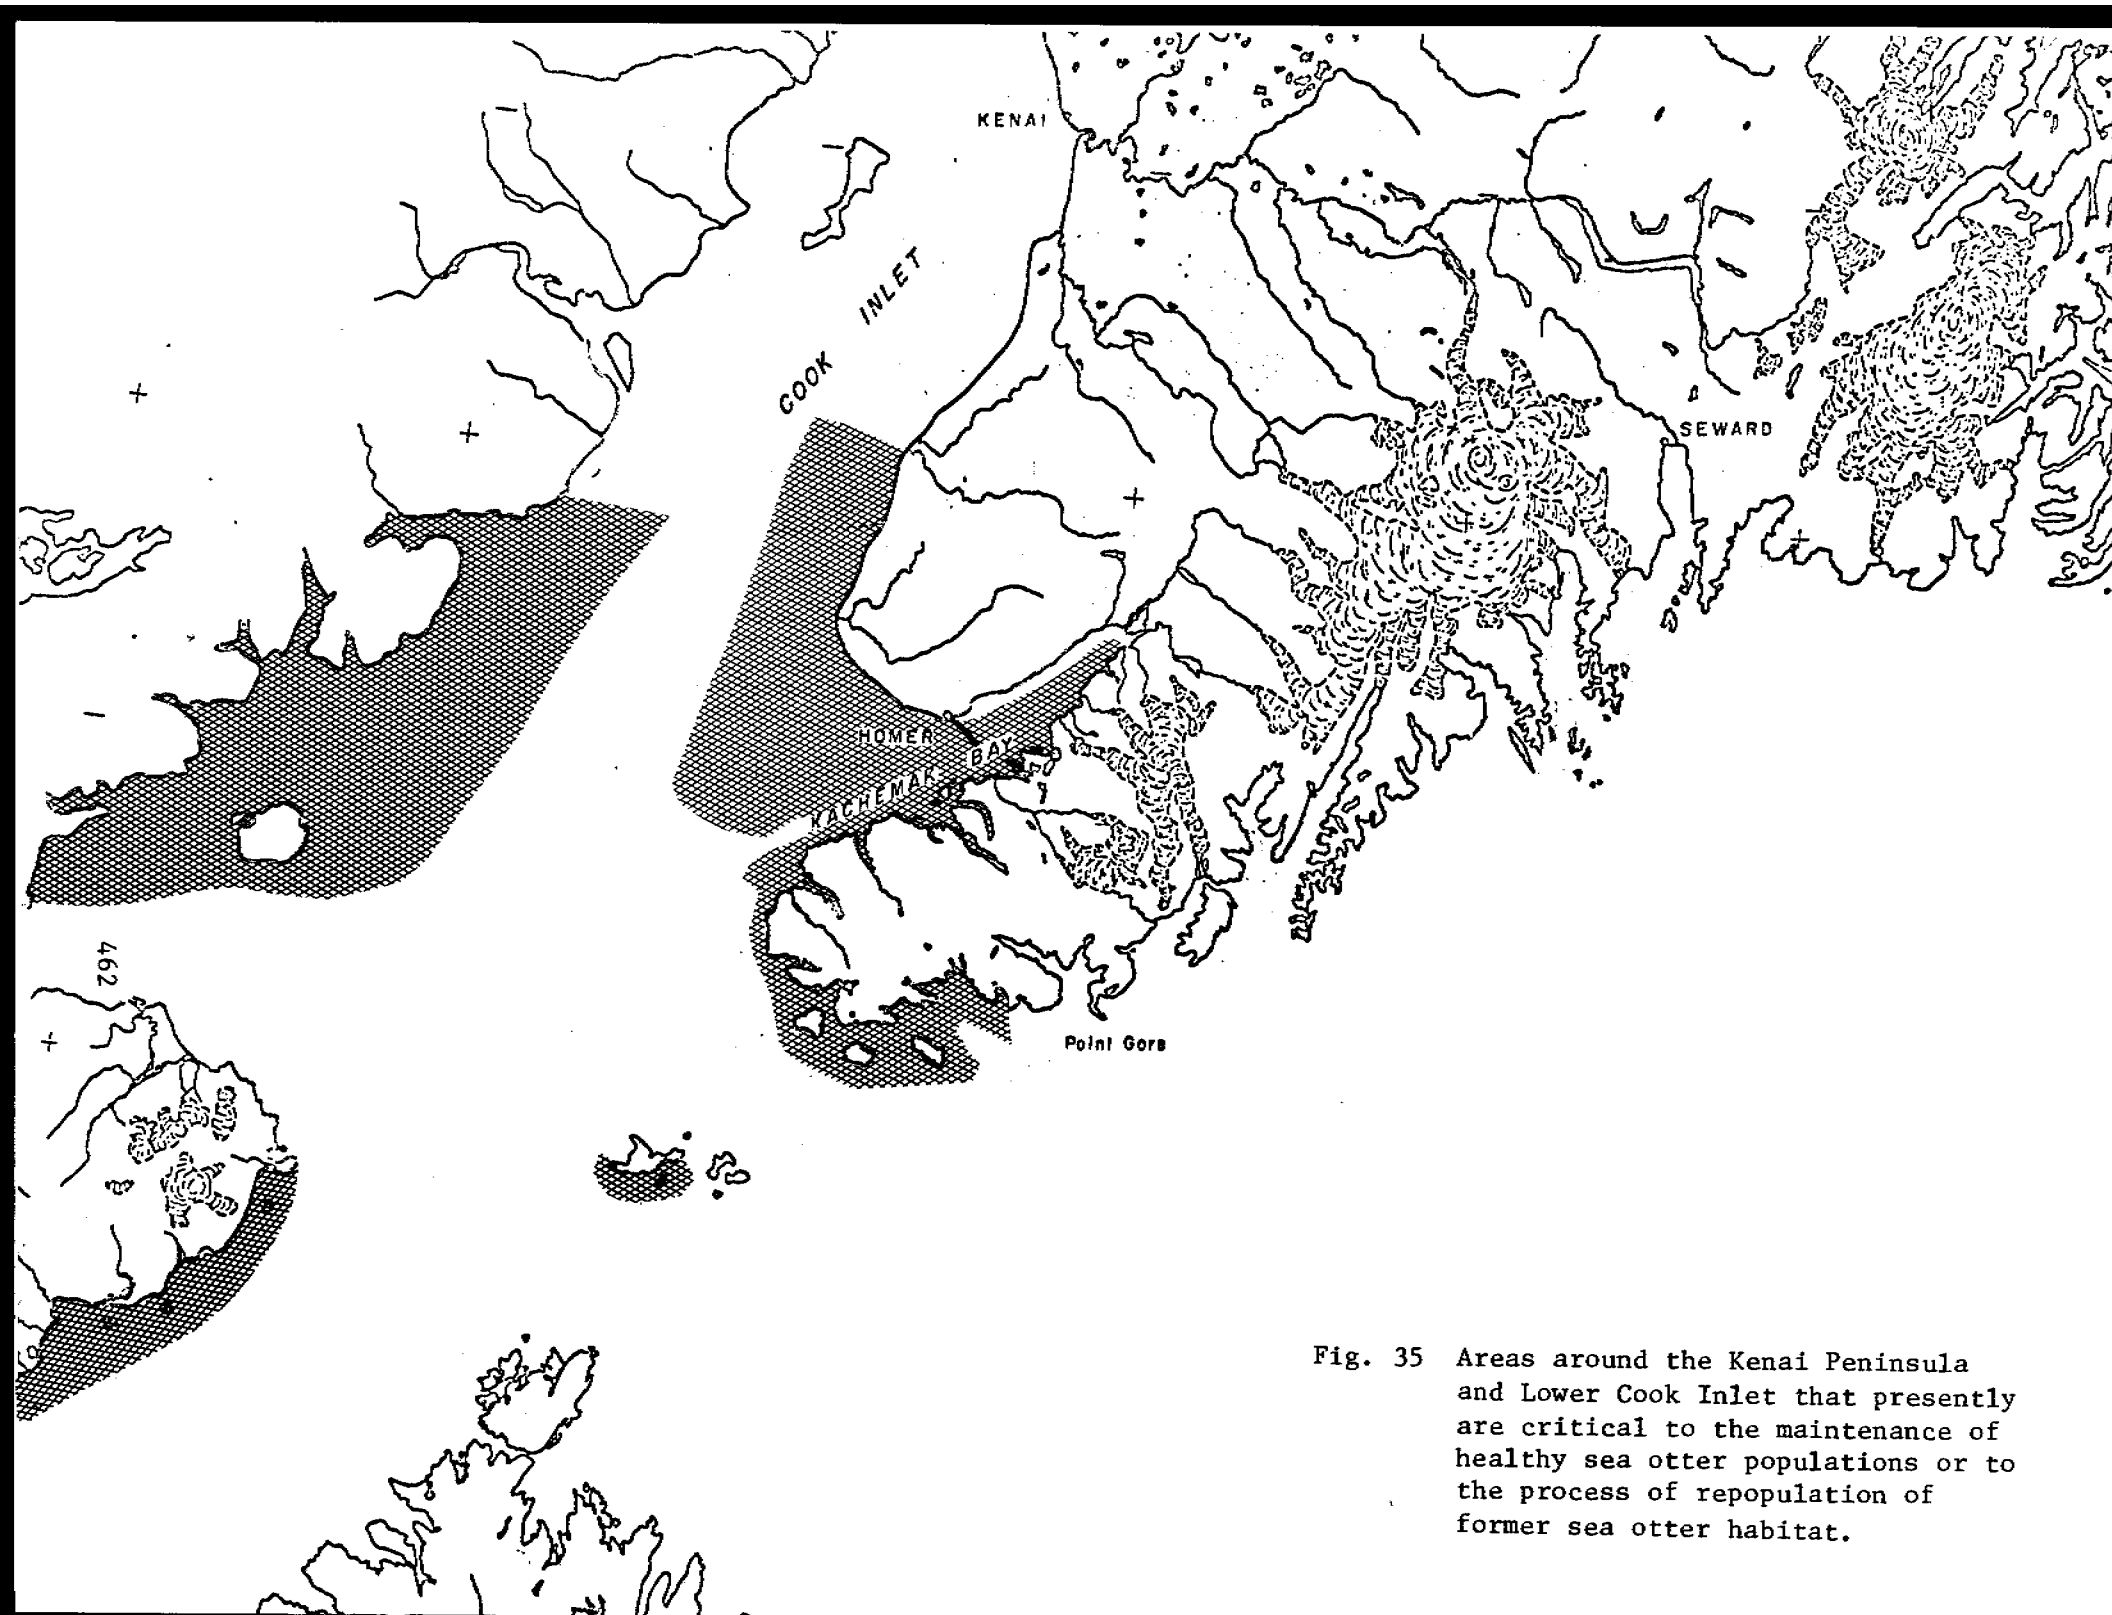 KENAI
COOK INLET
SEWARD
HOMER
KACHEMAK BAY
462
Point Gore
Fig. 35 Areas around the Kenai Peninsula
and Lower Cook Inlet that presently
are critical to the maintenance of
healthy sea otter populations or to
the process of repopulation of
former sea otter habitat.